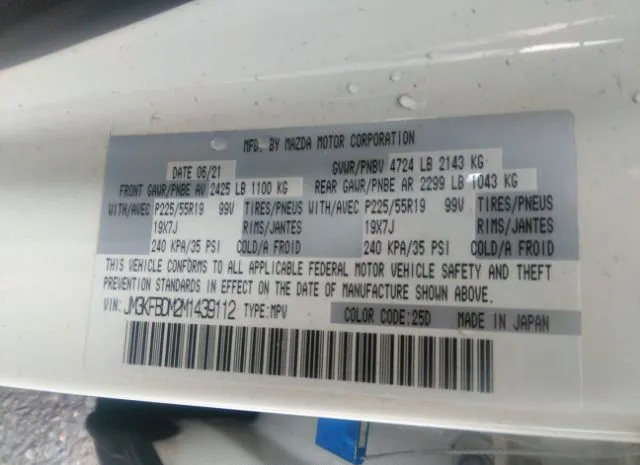 MFD. BY MAZDA MOTOR CORPORATION
DATE 06/21 GVWR/PNBV 4724 LB 2143 KG
FRONT GAWR/PNBE AV 2425 LB 1100 KG REAR GAWR/PNBE AR 2299 LB 1043 KG
WITH/AVEC P225/55R19 99V TIRES/PNEUS WITH/AVEC P225/55R19 99V TIRES/PNEUS
19X7J RIMS/JANTES 19X7J RIMS/JANTES
240 KPA/35 PSI COLD/A FROID 240 KPA/35 PSI COLD/A FROID
THIS VEHICLE CONFORMS TO ALL APPLICABLE FEDERAL MOTOR VEHICLE SAFETY AND THEFT
PREVENTION STANDARDS IN EFFECT ON THE DATE OF MANUFACTURE SHOWN ABOVE.
VIN: JM3KFBDM2M1439112 TYPE:MPV COLOR CODE:25D MADE IN JAPAN